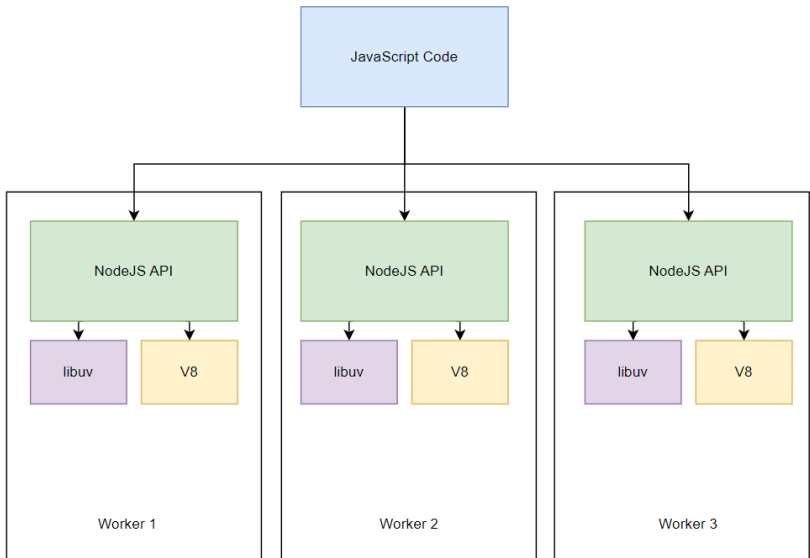 JavaScript Code
NodeJS API
NodeJS API
NodeJS API
libuv
V8
libuv
V8
libuv
V8
Worker 1
Worker 2
Worker 3